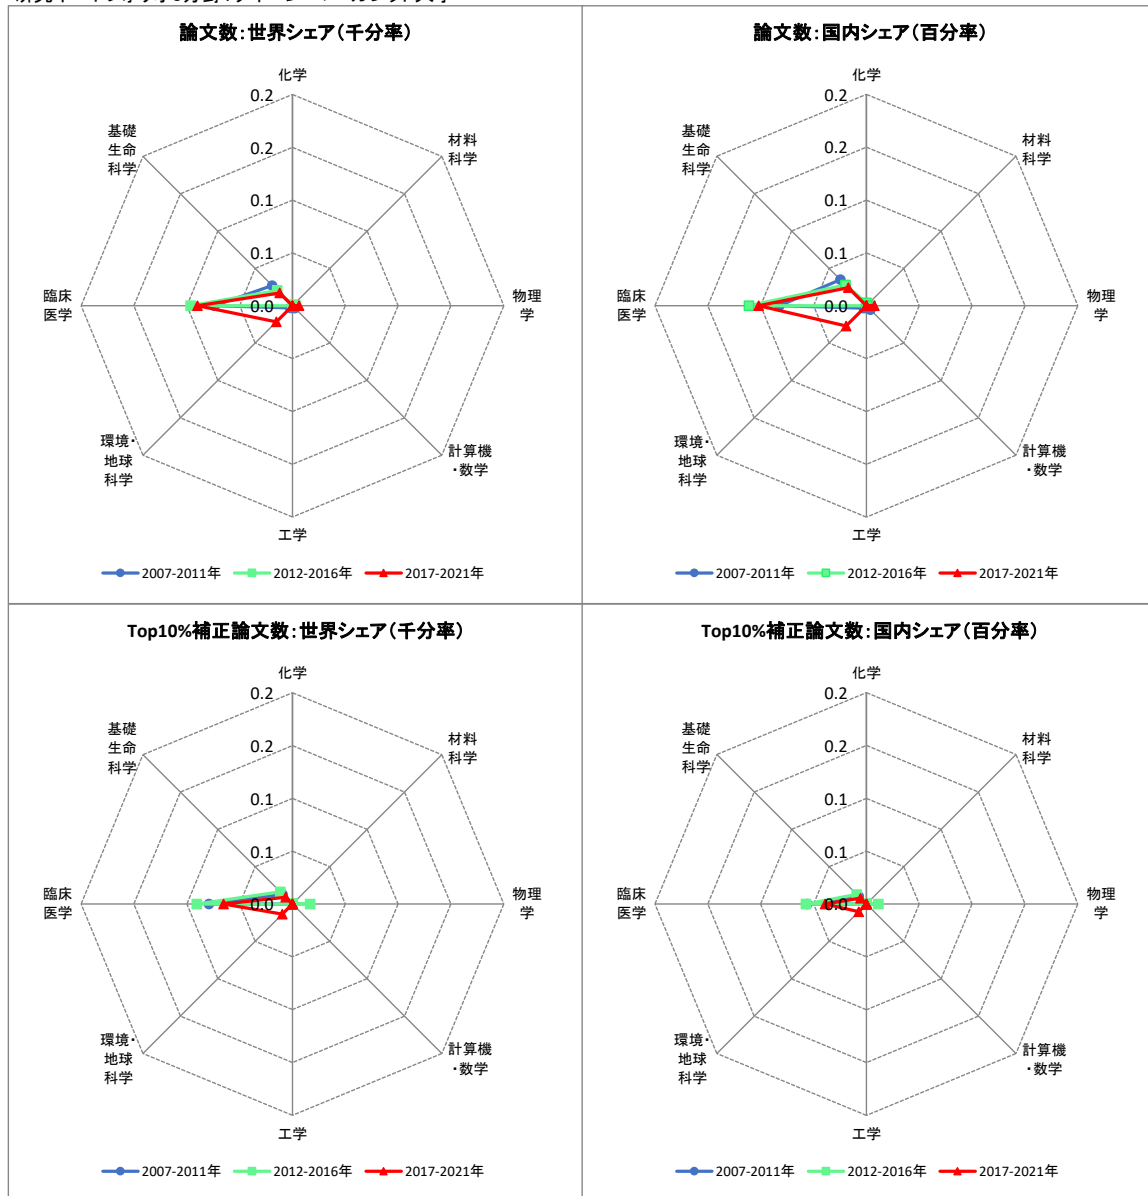 論文数：世界シェア（千分率）
化学
材料
科学
物理
学
計算機
・数学
工学
環境・
地球
科学
臨床
医学
基礎
生命
科学
0.2
0.2
0.1
0.1
0.0
2007-2011年
2012-2016年
2017-2021年
論文数：国内シェア（百分率）
化学
材料
科学
物理
学
計算機
・数学
工学
環境・
地球
科学
臨床
医学
基礎
生命
科学
0.2
0.2
0.1
0.1
0.0
2007-2011年
2012-2016年
2017-2021年
Top10%補正論文数：世界シェア（千分率）
化学
材料
科学
物理
学
計算機
・数学
工学
環境・
地球
科学
臨床
医学
基礎
生命
科学
0.2
0.2
0.1
0.1
0.0
2007-2011年
2012-2016年
2017-2021年
Top10%補正論文数：国内シェア（百分率）
化学
材料
科学
物理
学
計算機
・数学
工学
環境・
地球
科学
臨床
医学
基礎
生命
科学
0.2
0.2
0.1
0.1
0.0
2007-2011年
2012-2016年
2017-2021年